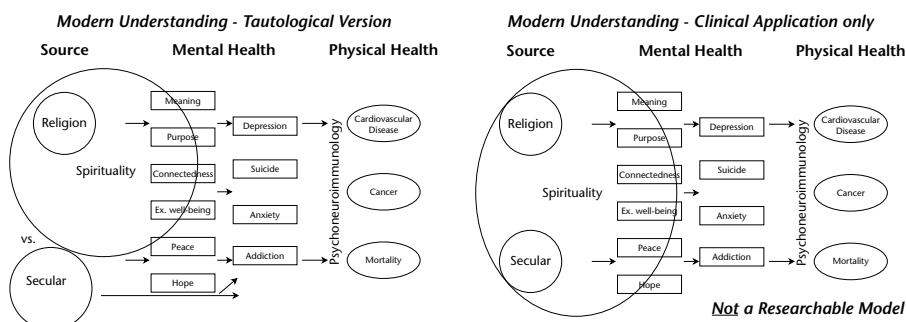 Modern Understanding - Tautological Version
Source
Mental Health
Physical Health
Religion
Spirituality
vs.
Secular
Meaning
Purpose
Connectedness
Ex. well-being
Peace
Hope
Depression
Suicide
Anxiety
Addiction
Psychoneuroimmunology
Cardiovascular
Disease
Cancer
Mortality
Modern Understanding - Clinical Application only
Source
Mental Health
Physical Health
Religion
Spirituality
Secular
Meaning
Purpose
Connectedness
Ex. well-being
Peace
Hope
Depression
Suicide
Anxiety
Addiction
Psychoneuroimmunology
Cardiovascular
Disease
Cancer
Mortality
Not a Researchable Model